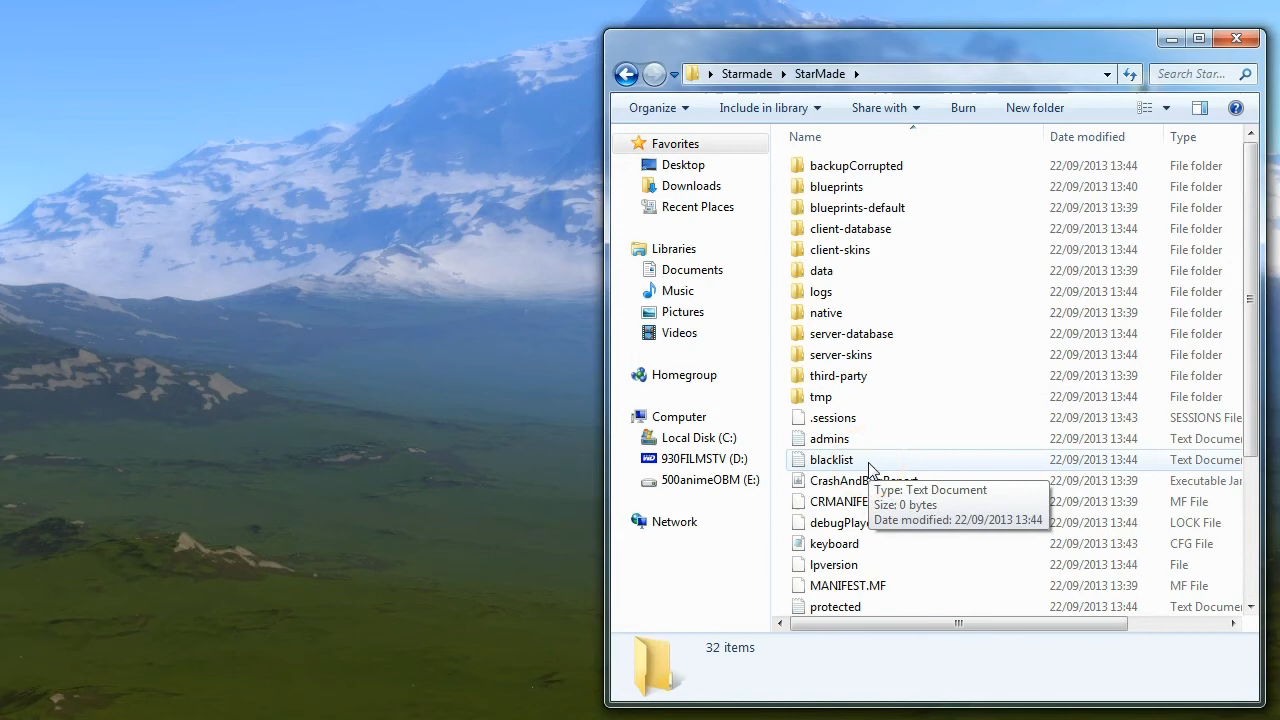 Starmade StarMade
Search Star...
Organize Include in library Share with Burn New folder
Name Date modified Type
Favorites
Desktop
Downloads
Recent Places
Libraries
Documents
Music
Pictures
Videos
Homegroup
Computer
Local Disk (C:)
930FILMSTV (D:)
500animeOBM (E:)
Network
backupCorrupted 22/09/2013 13:44 File folder
blueprints 22/09/2013 13:40 File folder
blueprints-default 22/09/2013 13:39 File folder
client-database 22/09/2013 13:44 File folder
client-skins 22/09/2013 13:44 File folder
data 22/09/2013 13:39 File folder
logs 22/09/2013 13:44 File folder
native 22/09/2013 13:39 File folder
server-database 22/09/2013 13:44 File folder
server-skins 22/09/2013 13:44 File folder
third-party 22/09/2013 13:39 File folder
tmp 22/09/2013 13:44 File folder
.sessions 22/09/2013 13:43 SESSIONS File
admins 22/09/2013 13:44 Text Docume
blacklist 22/09/2013 13:44 Text Docume
22/09/2013 13:39 Executable Jar
CRMANIFE 22/09/2013 13:39 MF File
debugPlaye 22/09/2013 13:44 LOCK File
Type: Text Document
Size: 0 bytes
Date modified: 22/09/2013 13:44
keyboard 22/09/2013 13:43 CFG File
lpversion 22/09/2013 13:44 File
MANIFEST.MF 22/09/2013 13:39 MF File
protected 22/09/2013 13:44 Text Docume
32 items